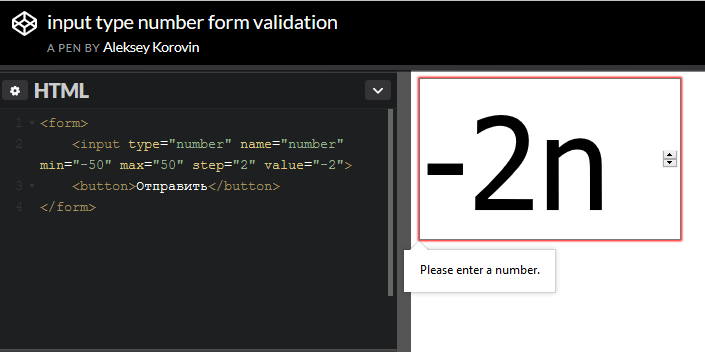 input type number form validation
A PEN BY Aleksey Korovin
HTML
1 <form>
2 <input type="number" name="number"
min="-50" max="50" step="2" value="-2">
3 <button>Отправить</button>
4 </form>
-2n
Please enter a number.